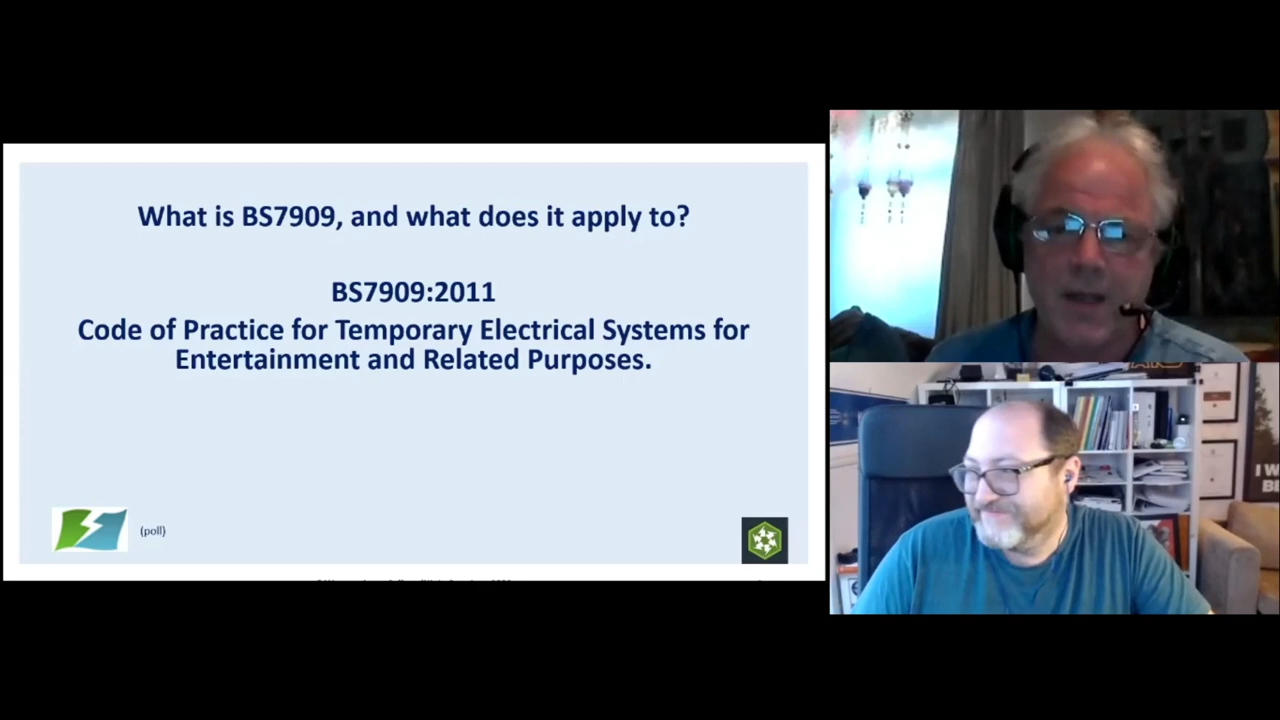 What is BS7909, and what does it apply to?
BS7909:2011
Code of Practice for Temporary Electrical Systems for
Entertainment and Related Purposes.
(poll)
I W